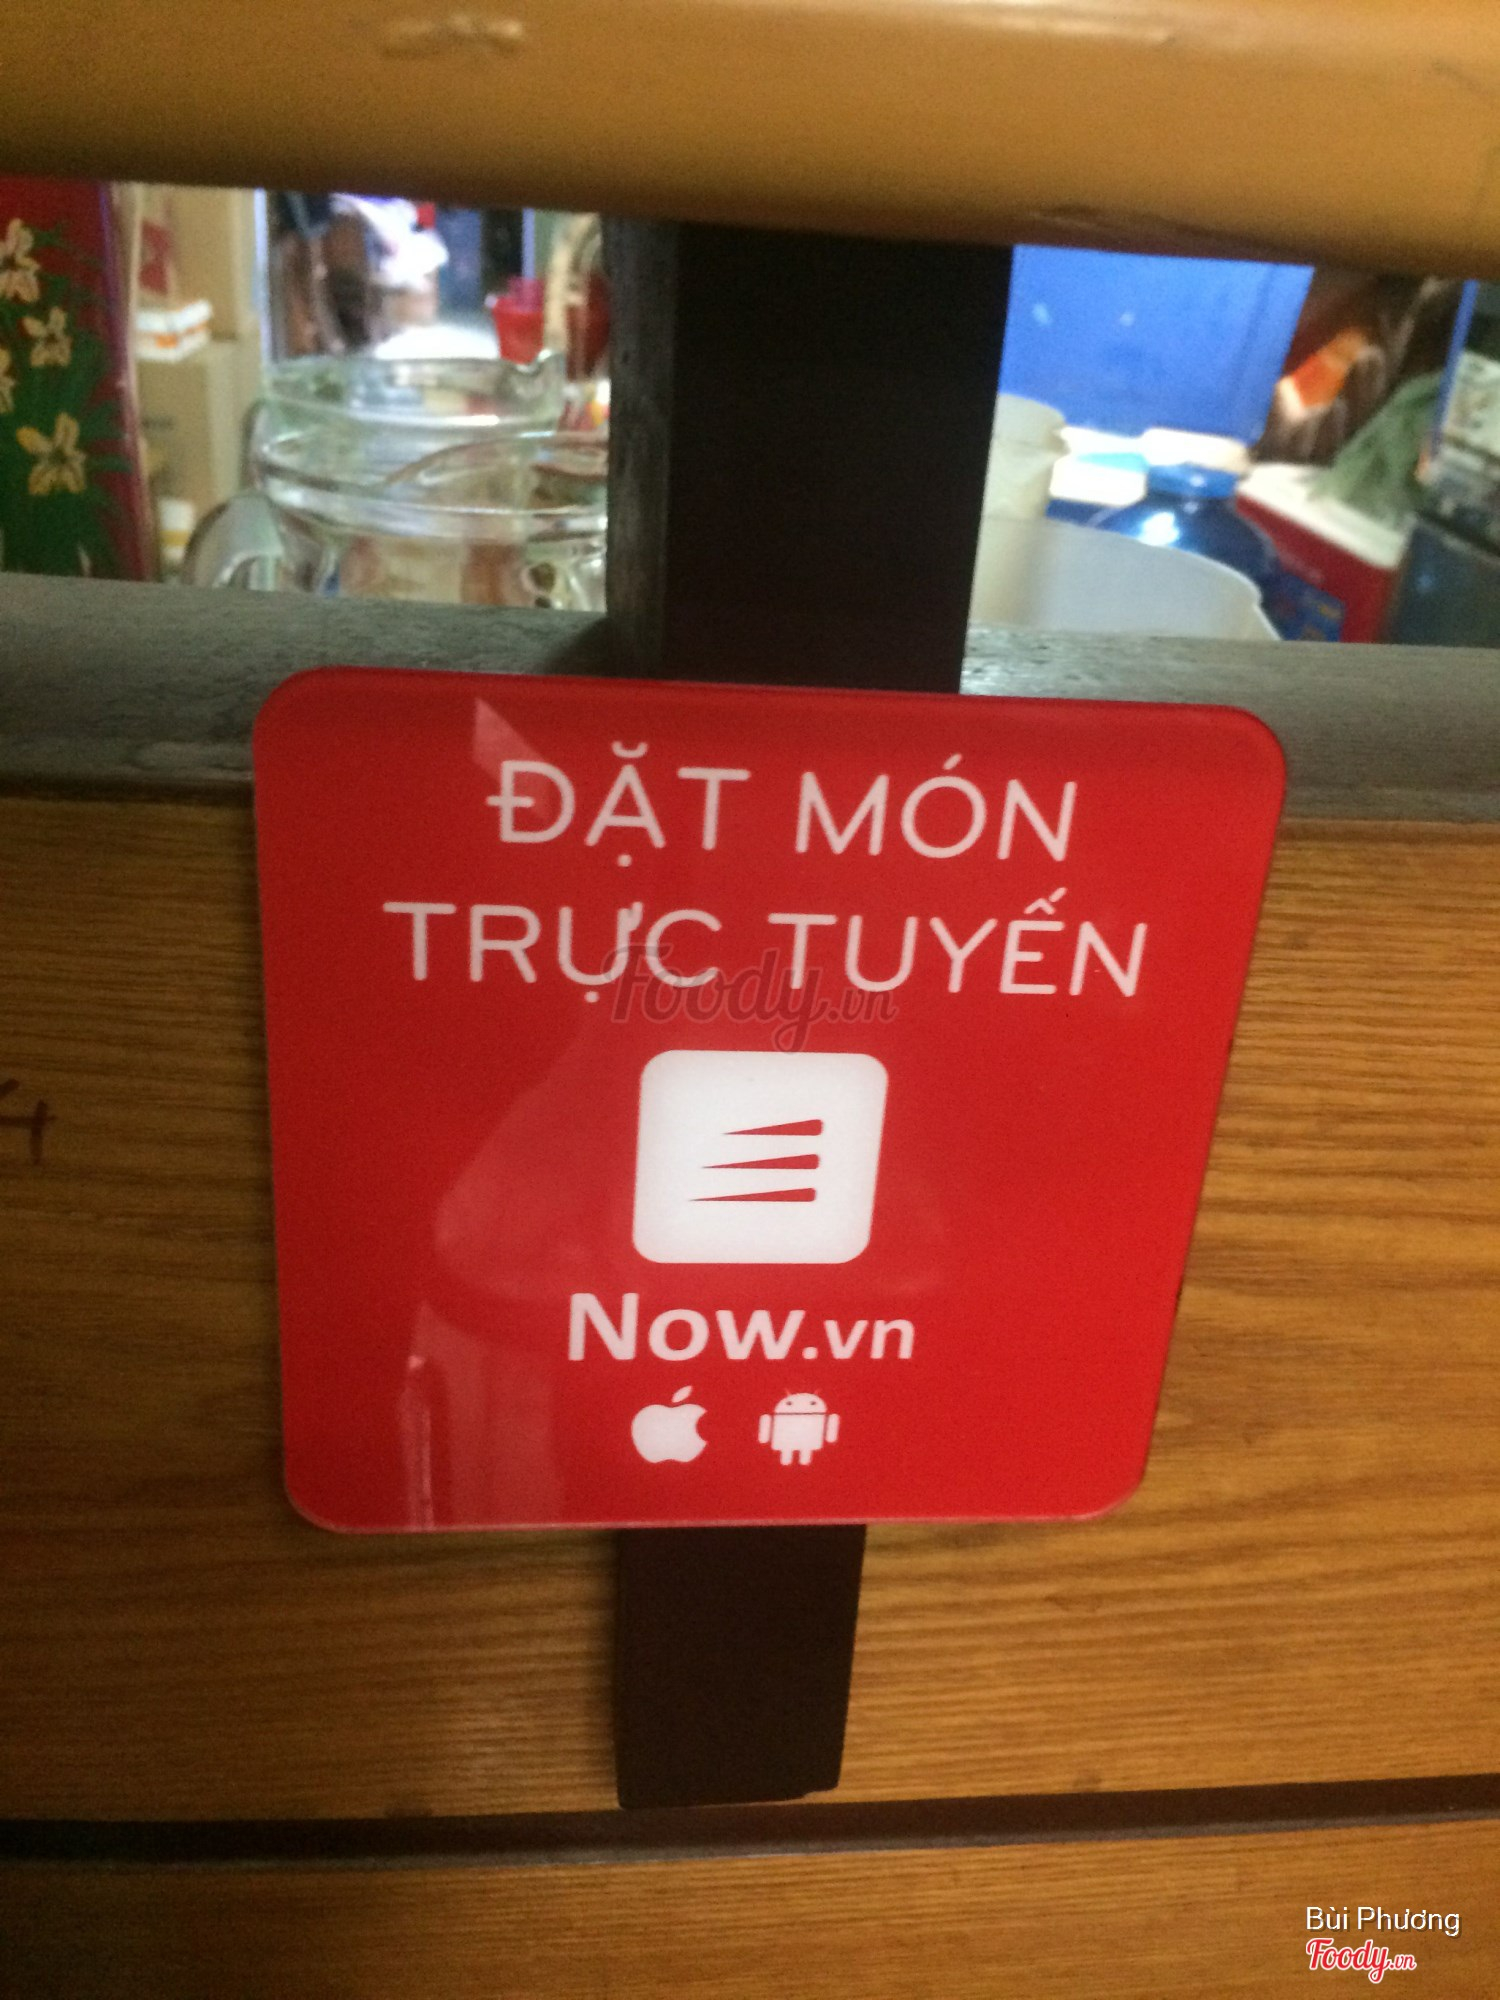 ĐẶT MÓN
TRỰC TUYẾN
Foody.vn
Now.vn
Bùi Phương
Foody.vn